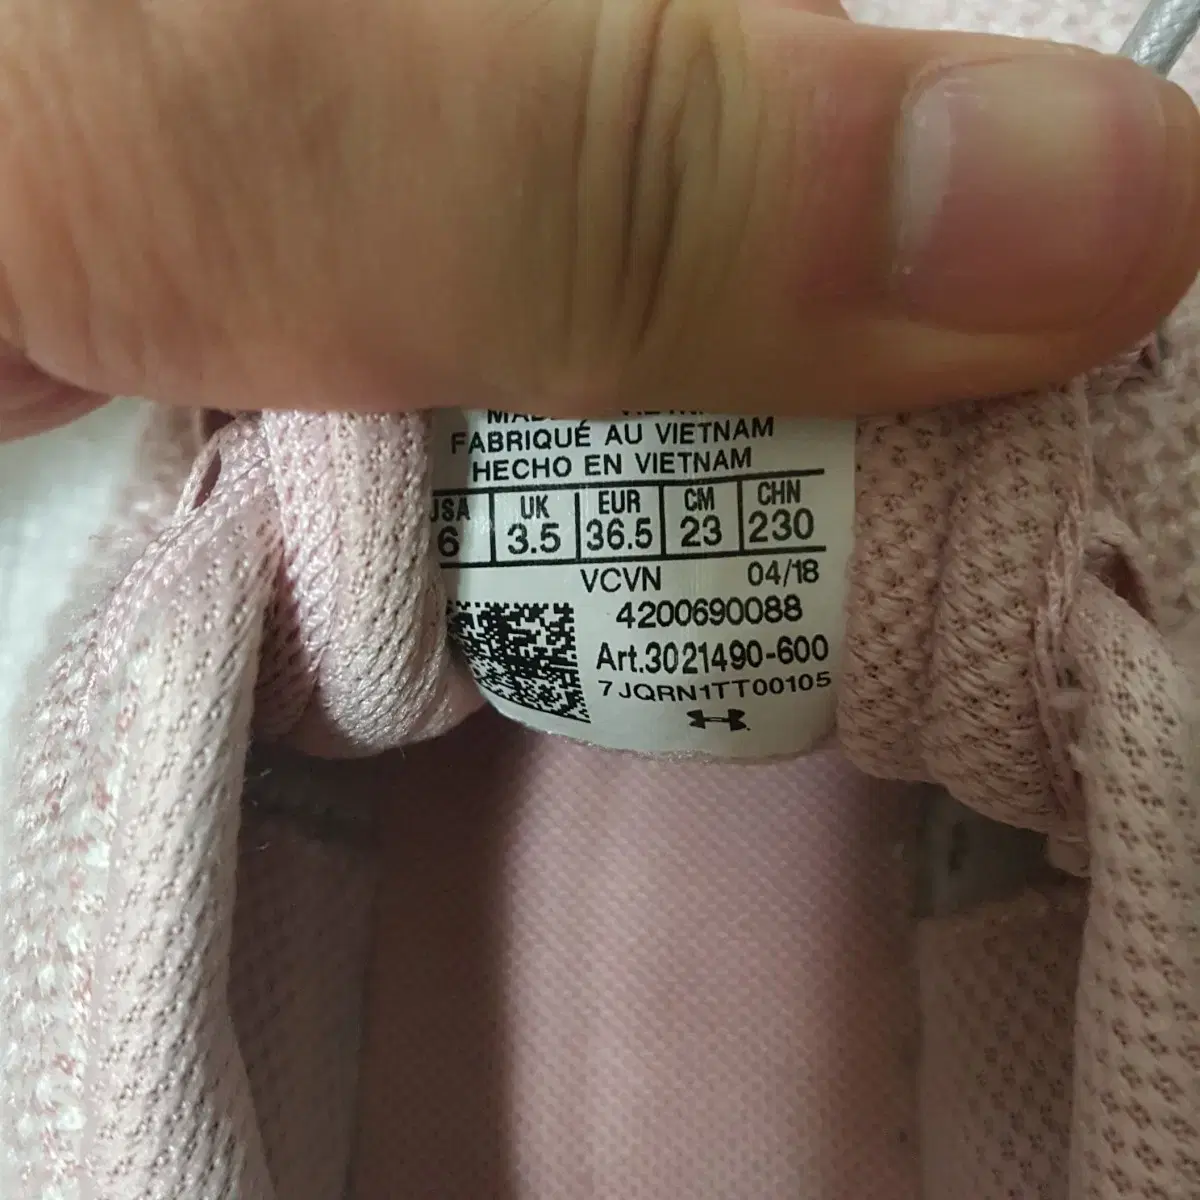 FABRIQUÉ AU VIETNAM
HECHO EN VIETNAM
USA UK EUR CM CHN
6 3.5 36.5 23 230
VCVN 04/18
4200690088
Art.3021490-600
7JQRN1TT00105